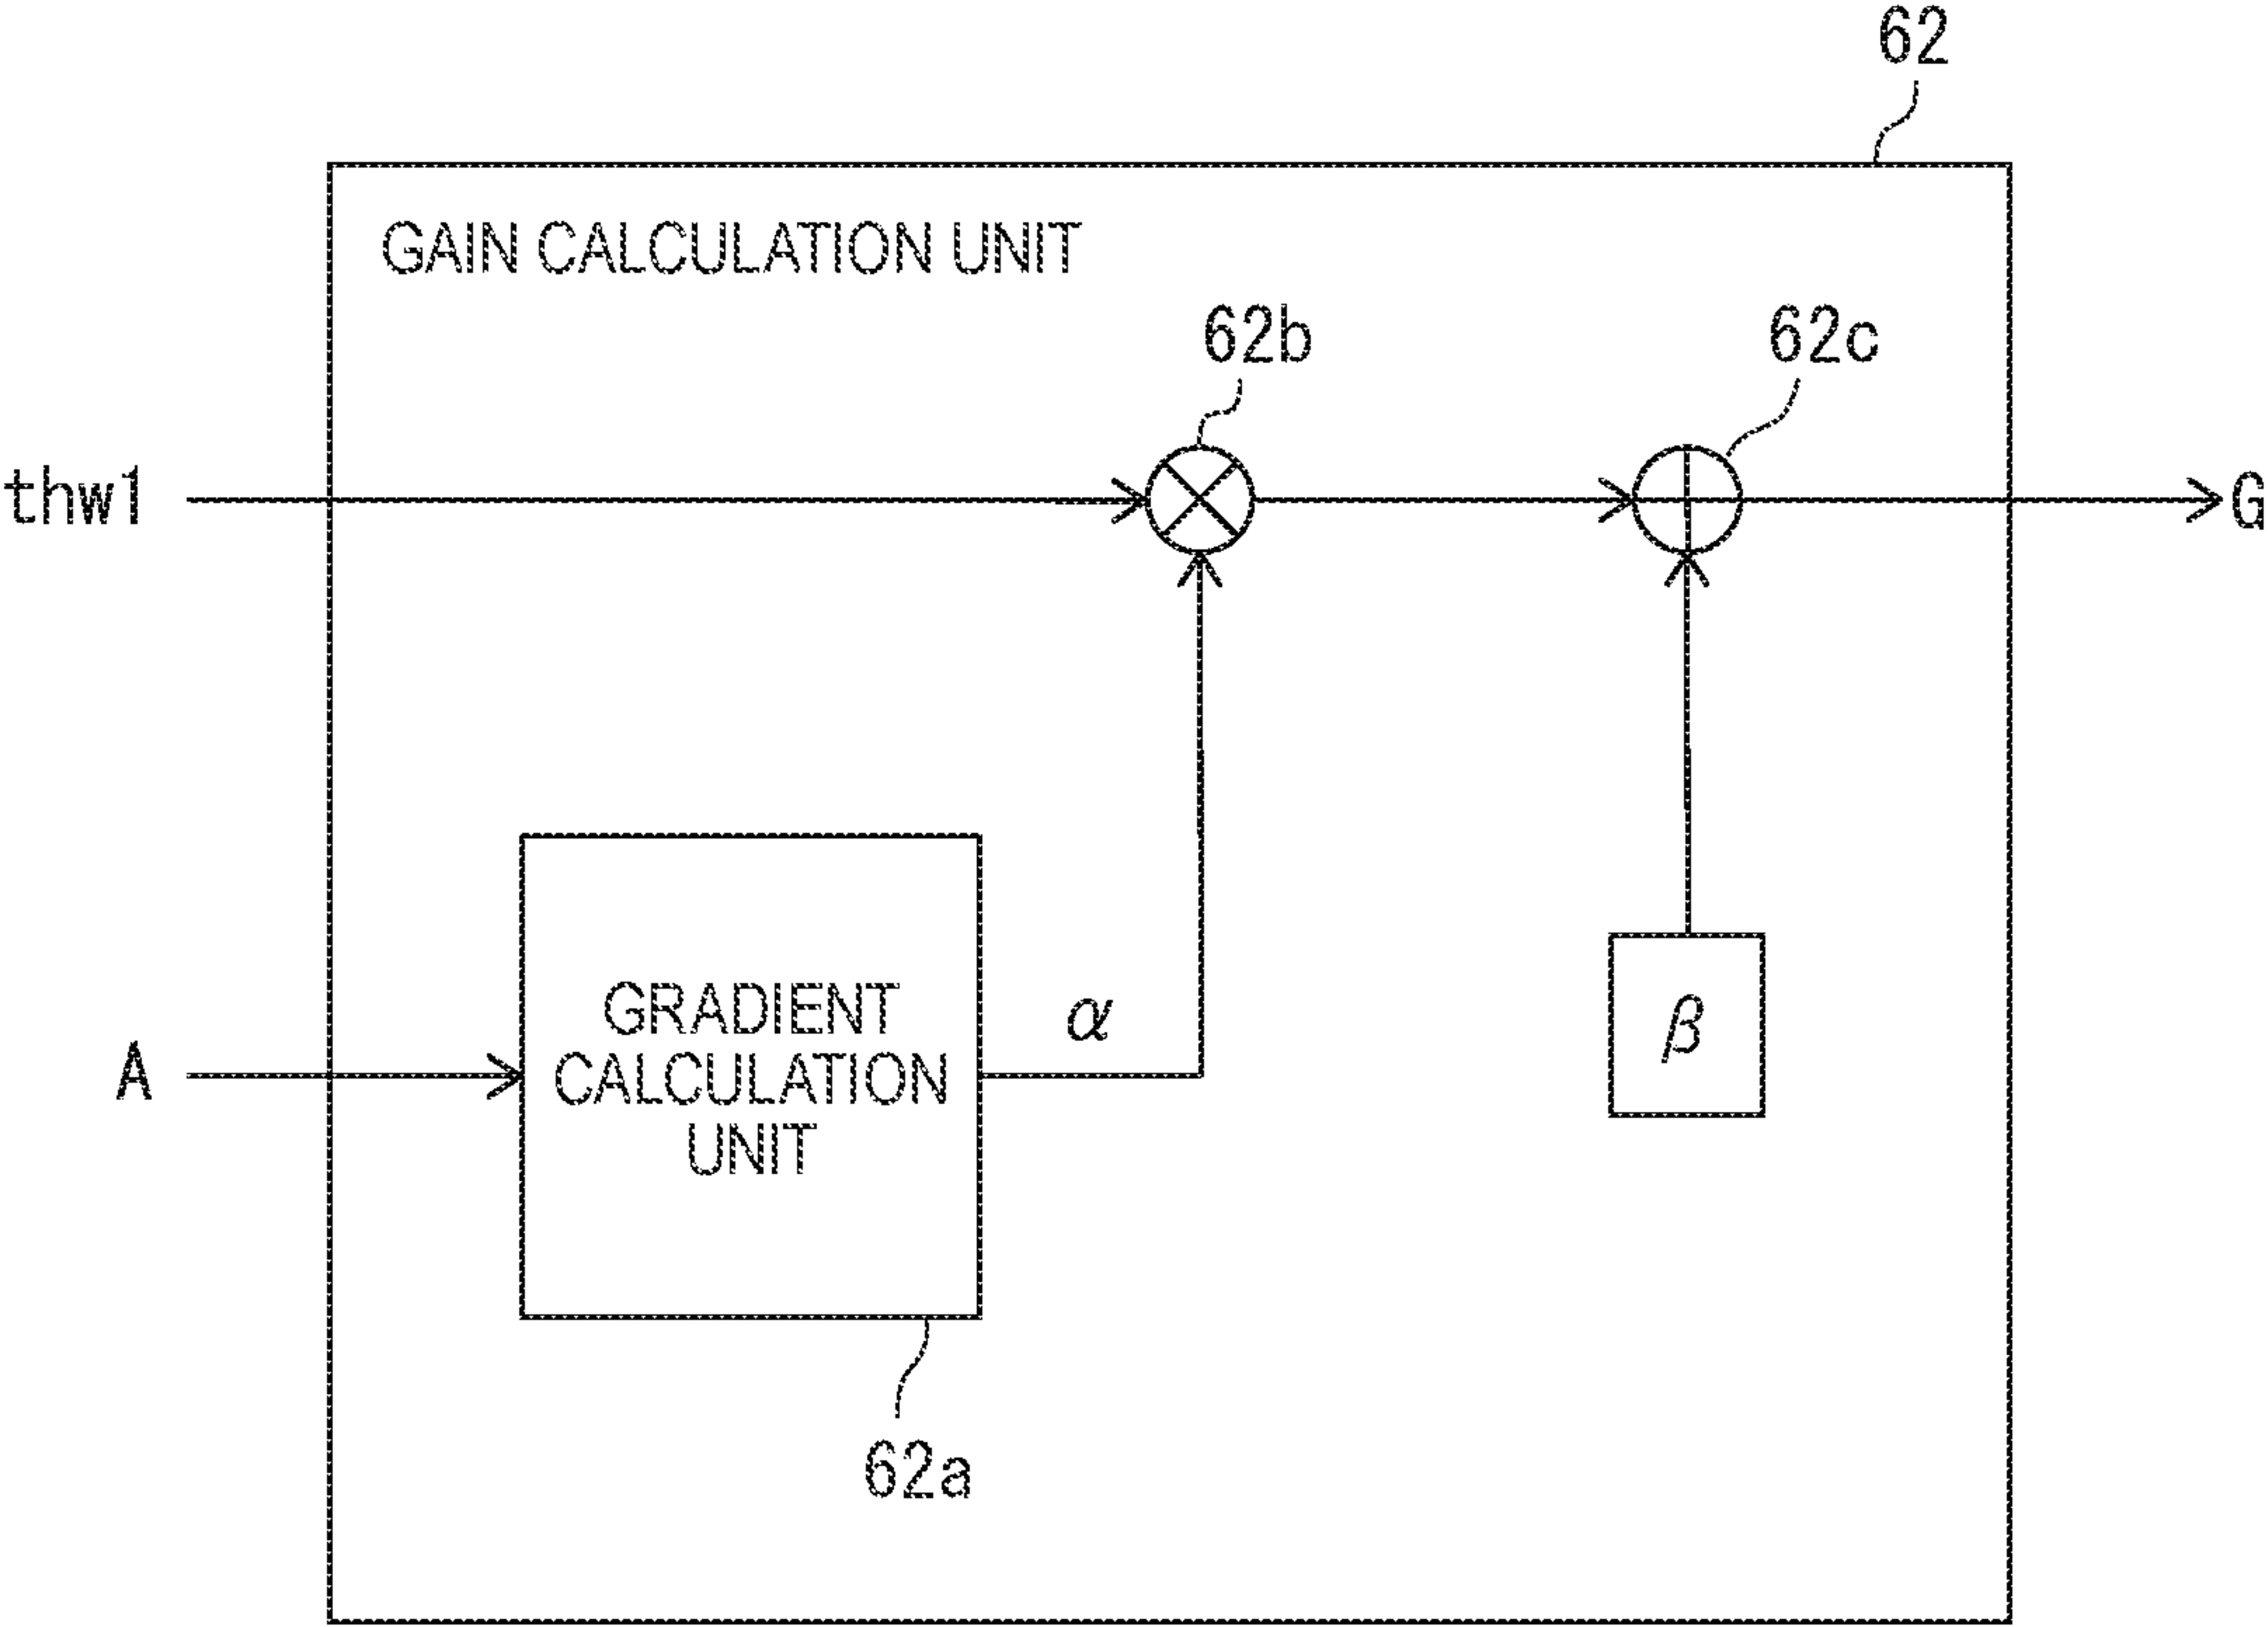 62
GAIN CALCULATION UNIT
62b
62c
thw1
G
GRADIENT
CALCULATION
UNIT
α
β
A
62a